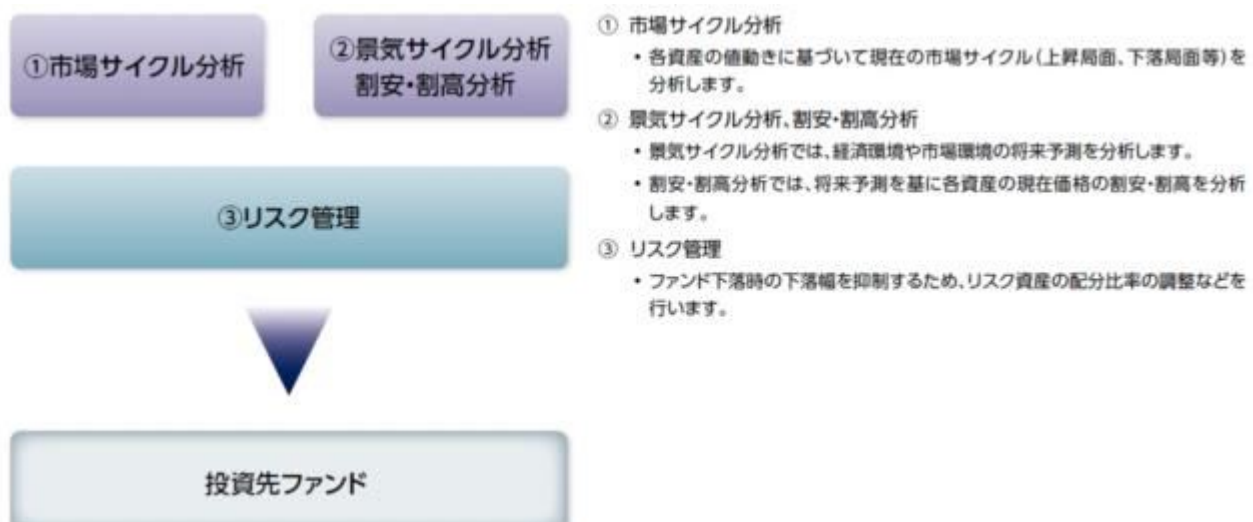 ①市場サイクル分析
②景気サイクル分析
割安・割高分析
③リスク管理
投資先ファンド
① 市場サイクル分析
• 各資産の値動きに基づいて現在の市場サイクル(上昇局面、下落局面等)を
分析します。
② 景気サイクル分析、割安・割高分析
• 景気サイクル分析では、経済環境や市場環境の将来予測を分析します。
• 割安・割高分析では、将来予測を基に各資産の現在価格の割安・割高を分析
します。
③ リスク管理
• ファンド下落時の下落幅を抑制するため、リスク資産の配分比率の調整などを
行います。